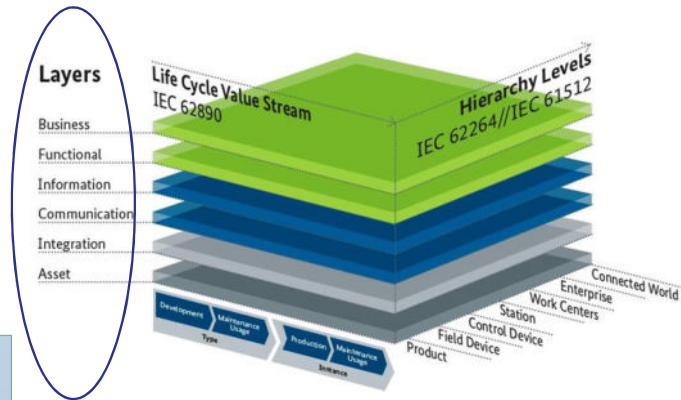 Layers
Business
Functional
Information
Communication
Integration
Asset
Life Cycle Value Stream
IEC 62890
Hierarchy Levels
IEC 62264//IEC 61512
Development
Maintenance
Usage
Type
Production
Maintenance
Usage
Instance
Connected World
Enterprise
Work Centers
Station
Control Device
Field Device
Product